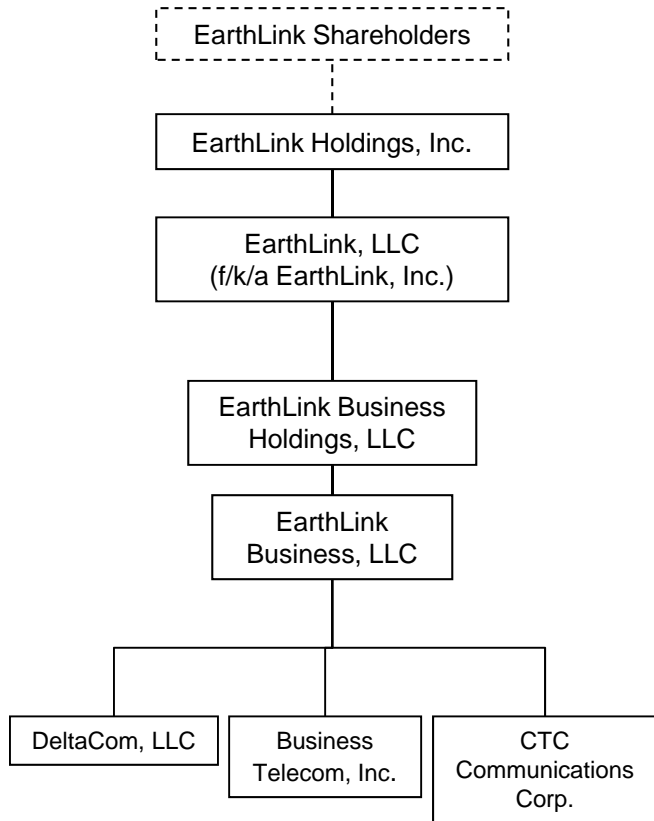 EarthLink Shareholders
EarthLink Holdings, Inc.
EarthLink, LLC
(f/k/a EarthLink, Inc.)
EarthLink Business
Holdings, LLC
EarthLink
Business, LLC
DeltaCom, LLC
Business
Telecom, Inc.
CTC
Communications
Corp.